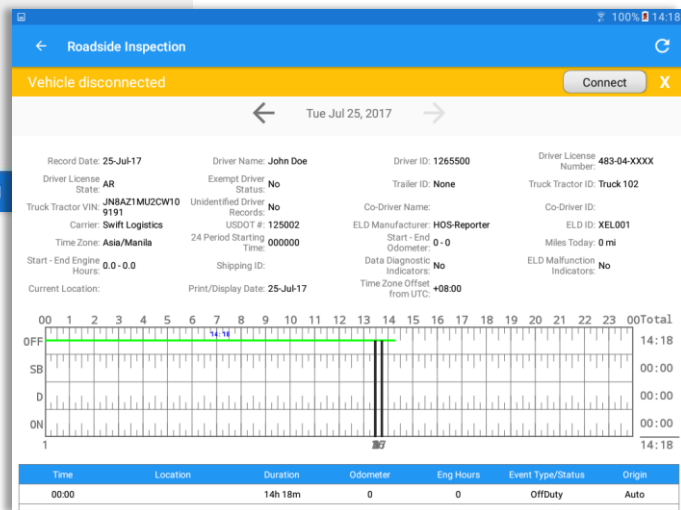 100% 14:18
Roadside Inspection
Vehicle disconnected Connect X
Tue Jul 25, 2017
Record Date: 25-Jul-17 Driver Name: John Doe Driver ID: 1265500 Driver License Number: 483-04-XXXX
Driver License State: AR Exempt Driver Status: No Trailer ID: None Truck Tractor ID: Truck 102
Truck Tractor VIN: JN8AZ1MU2CW109191 Unidentified Driver Records: No Co-Driver Name: Co-Driver ID:
Carrier: Swift Logistics USDOT #: 125002 ELD Manufacturer: HOS-Reporter ELD ID: XEL001
Time Zone: Asia/Manila 24 Period Starting Time: 000000 Start - End Odometer: 0 - 0 Miles Today: 0 mi
Start - End Engine Hours: 0.0 - 0.0 Shipping ID: Data Diagnostic Indicators: No ELD Malfunction Indicators: No
Current Location: Print/Display Date: 25-Jul-17 Time Zone Offset from UTC: +08:00
00 1 2 3 4 5 6 7 8 9 10 11 12 13 14 15 16 17 18 19 20 21 22 23 00 Total
14:18
OFF 14:18
SB 00:00
D 00:00
ON 00:00
1 14:18
Time Location Duration Odometer Eng Hours Event Type/Status Origin
00:00 14h 18m 0 0 OffDuty Auto